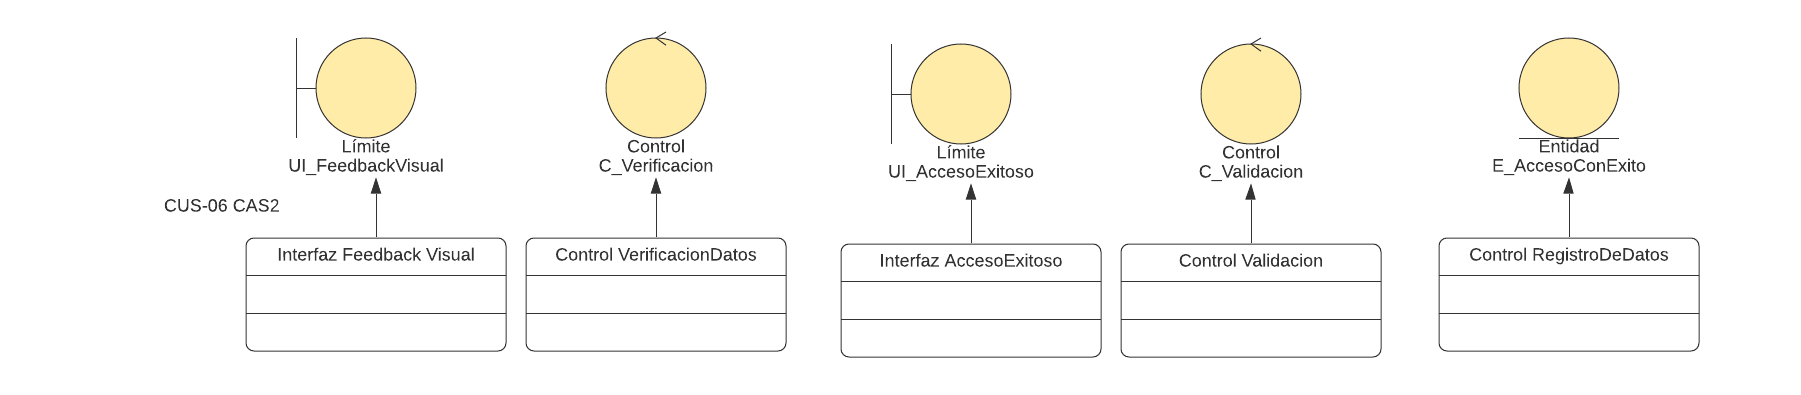 Límite
UI_FeedbackVisual
Control
C_Verificacion
Límite
UI_AccesoExitoso
Control
C_Validacion
Entidad
E_AccesoConExito
CUS-06 CAS2
Interfaz Feedback Visual
Control VerificacionDatos
Interfaz AccesoExitoso
Control Validacion
Control RegistroDeDatos